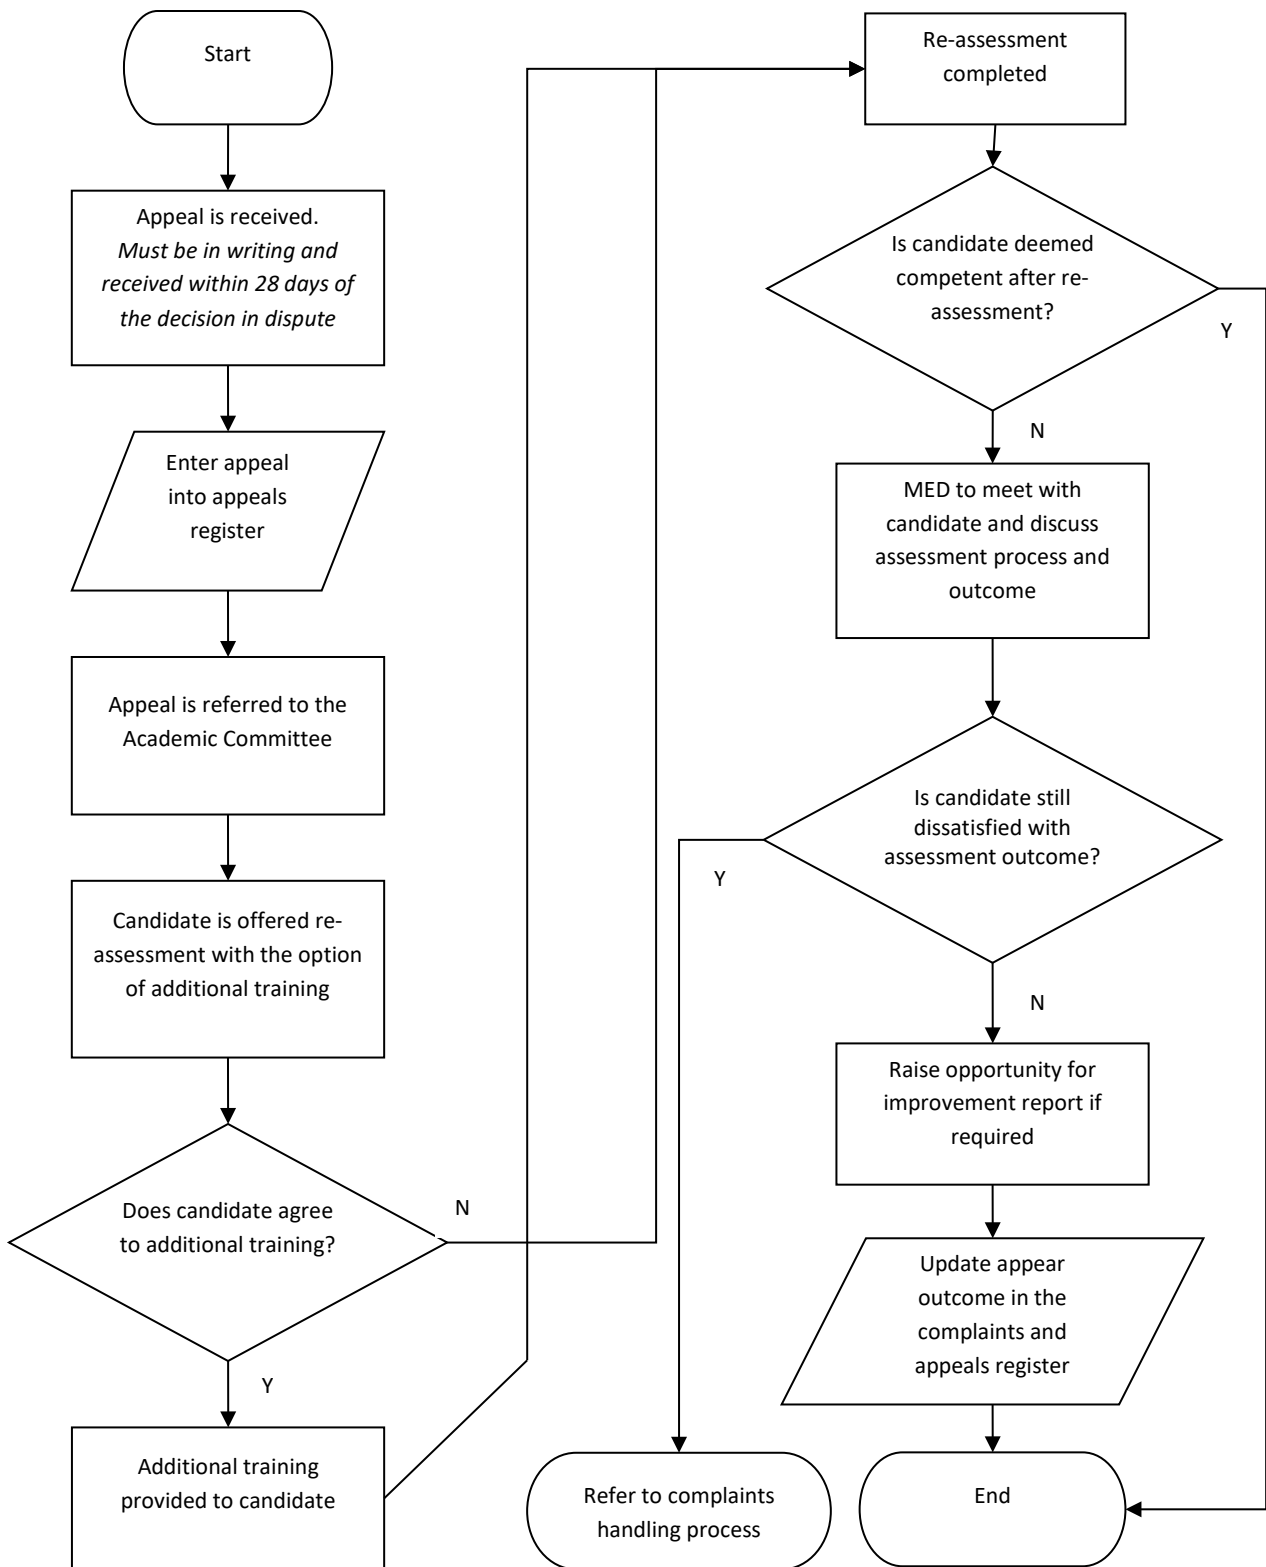 Start
Appeal is received.
Must be in writing and
received within 28 days of
the decision in dispute
Enter appeal
into appeals
register
Appeal is referred to the
Academic Committee
Candidate is offered re-
assessment with the option
of additional training
Does candidate agree
to additional training?
N
Y
Additional training
provided to candidate
Re-assessment
completed
Is candidate deemed
competent after re-
assessment?
Y
N
MED to meet with
candidate and discuss
assessment process and
outcome
Is candidate still
dissatisfied with
assessment outcome?
Y
N
Raise opportunity for
improvement report if
required
Update appear
outcome in the
complaints and
appeals register
Refer to complaints
handling process
End